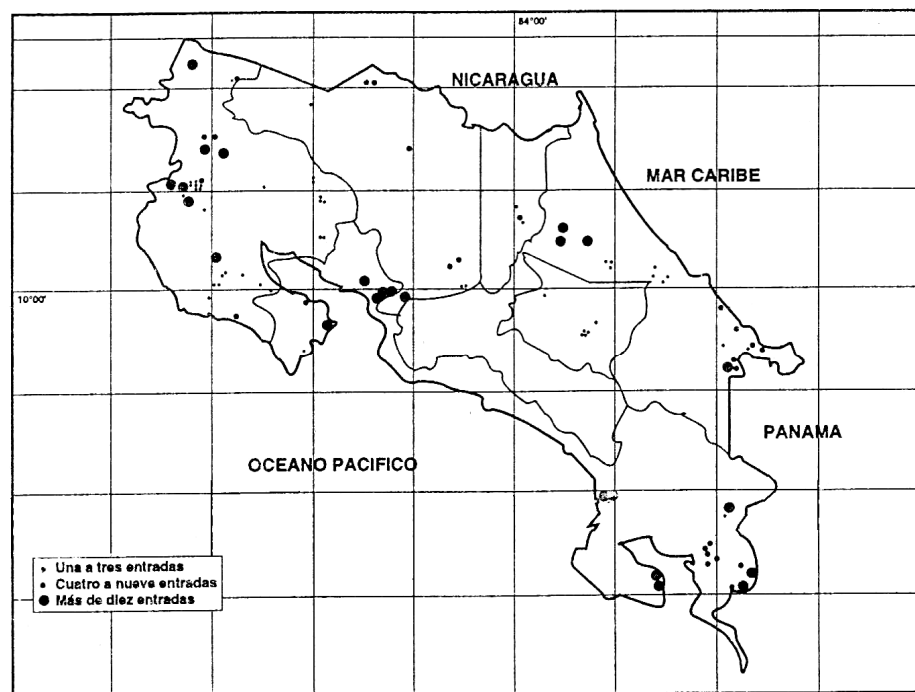 84°00'
NICARAGUA
MAR CARIBE
10°00'
PANAMA
OCEANO PACIFICO
Una a tres entradas
Cuatro a nueve entradas
Más de diez entradas